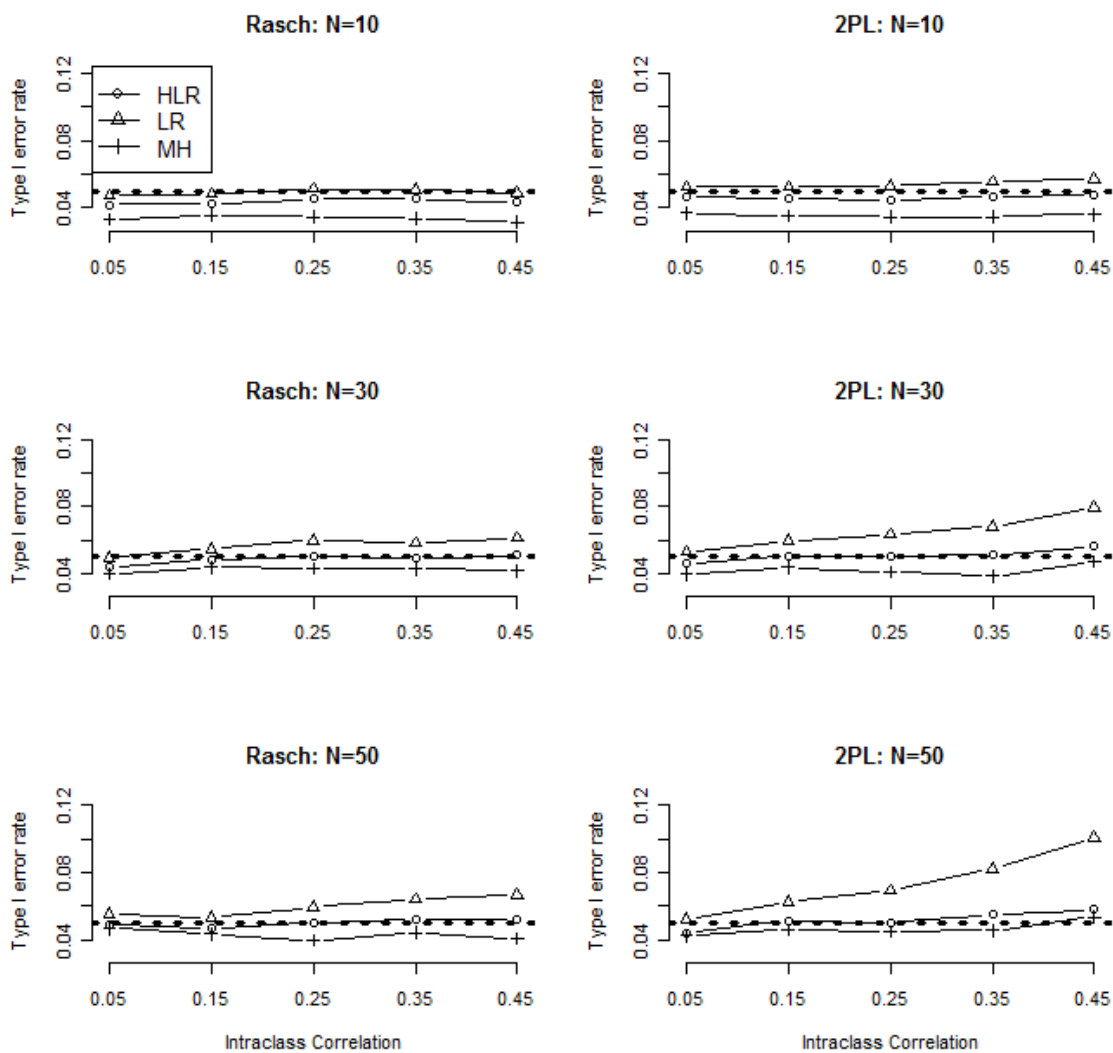 Rasch: N=10
Type I error rate
0.04 0.08 0.12
HLR
LR
MH
0.05 0.15 0.25 0.35 0.45
2PL: N=10
Type I error rate
0.04 0.08 0.12
0.05 0.15 0.25 0.35 0.45
Rasch: N=30
Type I error rate
0.04 0.08 0.12
0.05 0.15 0.25 0.35 0.45
2PL: N=30
Type I error rate
0.04 0.08 0.12
0.05 0.15 0.25 0.35 0.45
Rasch: N=50
Type I error rate
0.04 0.08 0.12
0.05 0.15 0.25 0.35 0.45
Intraclass Correlation
2PL: N=50
Type I error rate
0.04 0.08 0.12
0.05 0.15 0.25 0.35 0.45
Intraclass Correlation